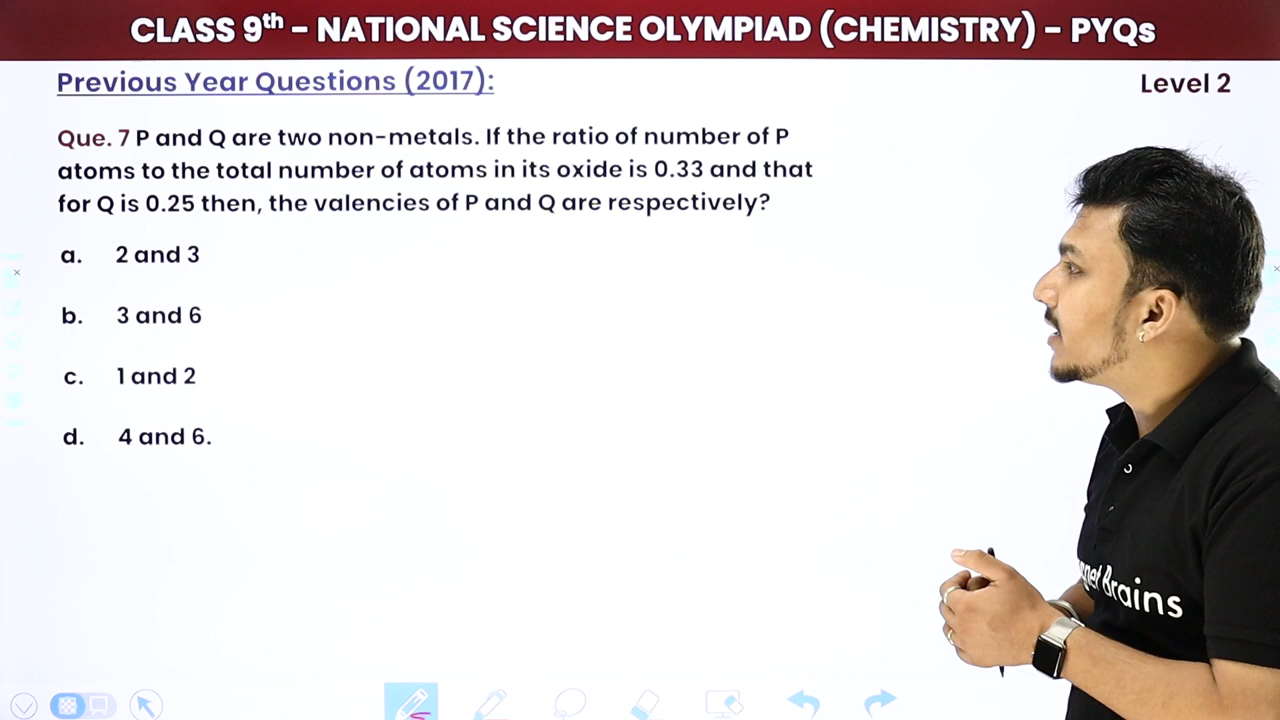 CLASS 9th – NATIONAL SCIENCE OLYMPIAD (CHEMISTRY) – PYQs
Previous Year Questions (2017):
Level 2
Que. 7 P and Q are two non-metals. If the ratio of number of P
atoms to the total number of atoms in its oxide is 0.33 and that
for Q is 0.25 then, the valencies of P and Q are respectively?
a. 2 and 3
b. 3 and 6
c. 1 and 2
d. 4 and 6.
Brains